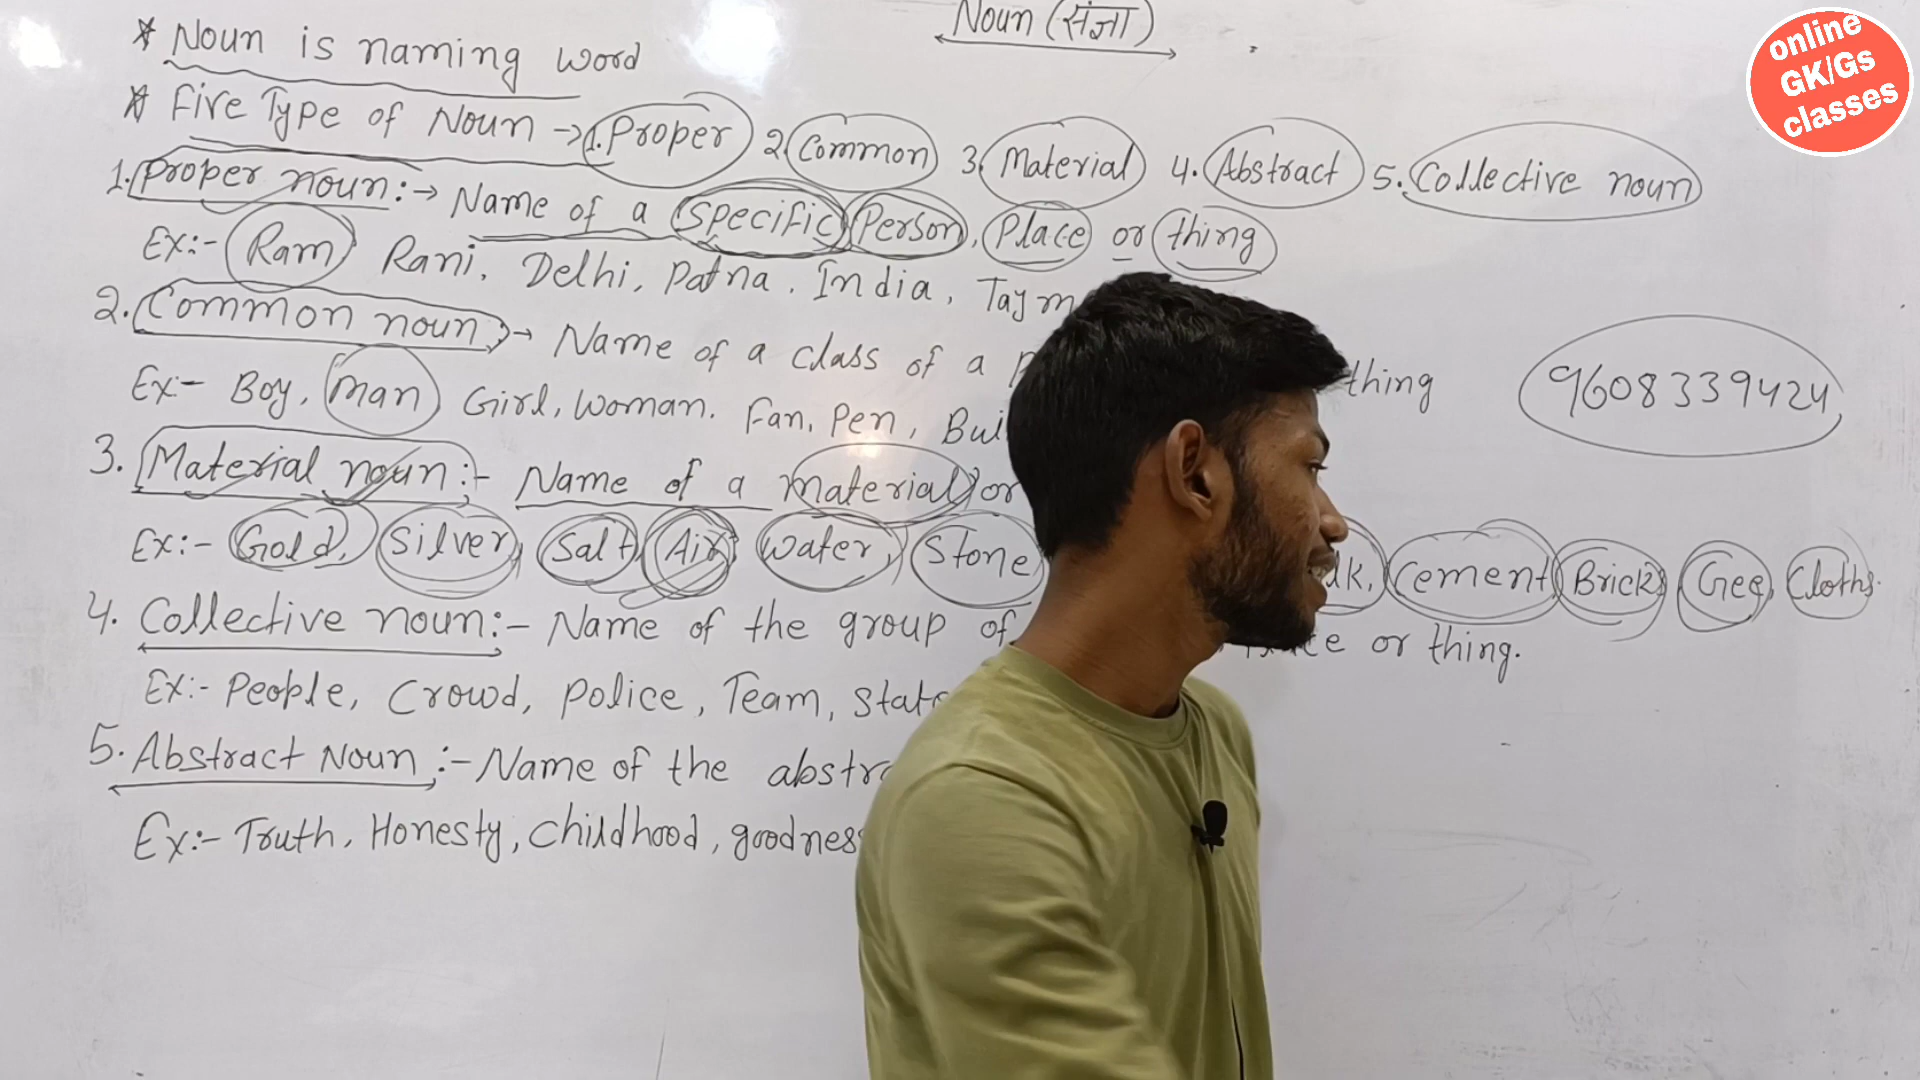 Noun (संज्ञा)
online
GK/Gs
classes
* Noun is naming word
* Five Type of Noun → 1. Proper 2. Common 3. Material 4. Abstract 5. Collective noun
1. Proper noun :→ Name of a specific Person, Place or thing
Ex:- Ram Rani, Delhi, Patna, India,
2. Common noun → Name of a class of a thing
9608339424
Ex- Boy, man Girl, Woman. Fan, Pen,
3. Material noun :- Name of a material or
Ex:- Gold, Silver, Salt, Air, Water, Stone Cement, Bricks, Gee, Cloths.
4. Collective noun :- Name of the group of or thing.
Ex:- People, Crowd, Police, Team,
5. Abstract Noun :- Name of the
Ex:- Truth, Honesty, Childhood, goodness